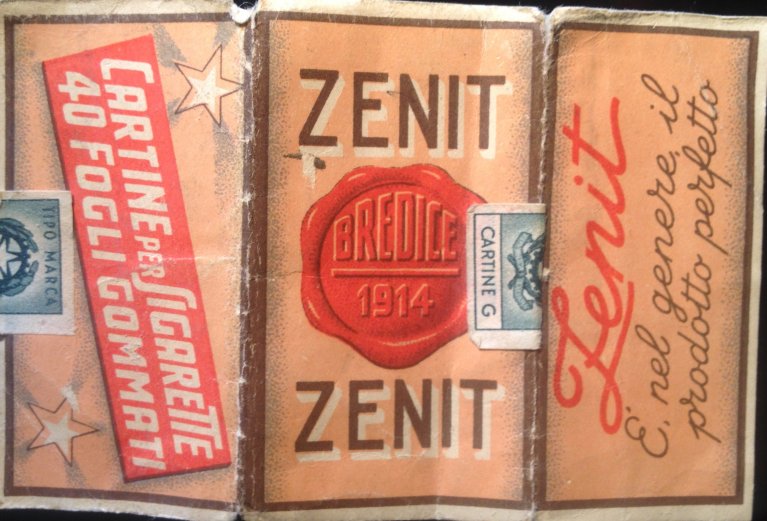 CARTINE PER SIGARETTE
40 FOGLI GOMMATI
TIPO MARCA
ZENIT
BREDICE
1914
CARTINE G
ZENIT
Zenit
È, nel genere, il
prodotto perfetto